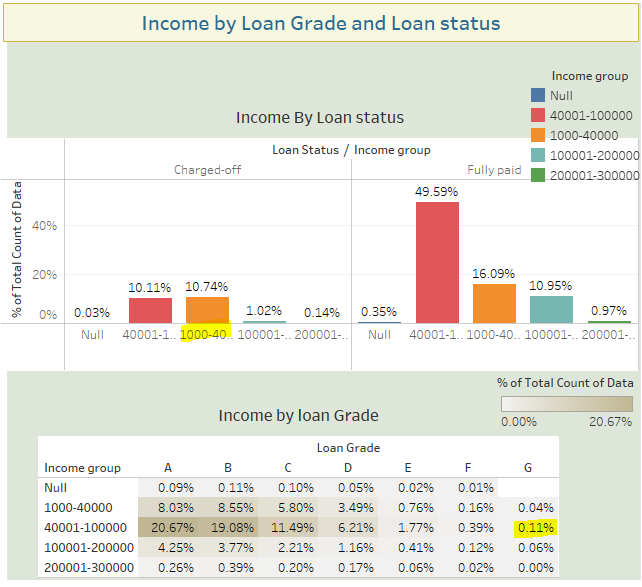 Income by Loan Grade and Loan status
Income group
Null
40001-100000
1000-40000
100001-200000
200001-300000
Income By Loan status
Loan Status / Income group
Charged-off Fully paid
% of Total Count of Data
40%
20%
0%
0.03% 10.11% 10.74% 1.02% 0.14% 0.35% 49.59% 16.09% 10.95% 0.97%
Null 40001-1.. 1000-40.. 100001-.. 200001-.. Null 40001-1.. 1000-40.. 100001-.. 200001-..
% of Total Count of Data
0.00% 20.67%
Income by loan Grade
Loan Grade
Income group A B C D E F G
Null 0.09% 0.11% 0.10% 0.05% 0.02% 0.01%
1000-40000 8.03% 8.55% 5.80% 3.49% 0.76% 0.16% 0.04%
40001-100000 20.67% 19.08% 11.49% 6.21% 1.77% 0.39% 0.11%
100001-200000 4.25% 3.77% 2.21% 1.16% 0.41% 0.12% 0.06%
200001-300000 0.26% 0.39% 0.20% 0.17% 0.06% 0.02% 0.00%